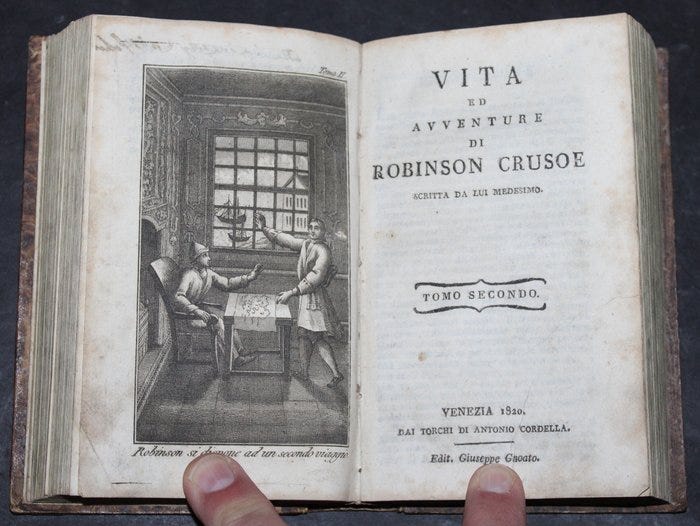 Tomo II
Robinson si dispone ad un secondo viaggio
VITA
ED
AVVENTURE
DI
ROBINSON CRUSOE
SCRITTA DA LUI MEDESIMO.
TOMO SECONDO.
VENEZIA 1820.
DAI TORCHI DI ANTONIO CORDELLA.
Edit. Giuseppe Gnoato.